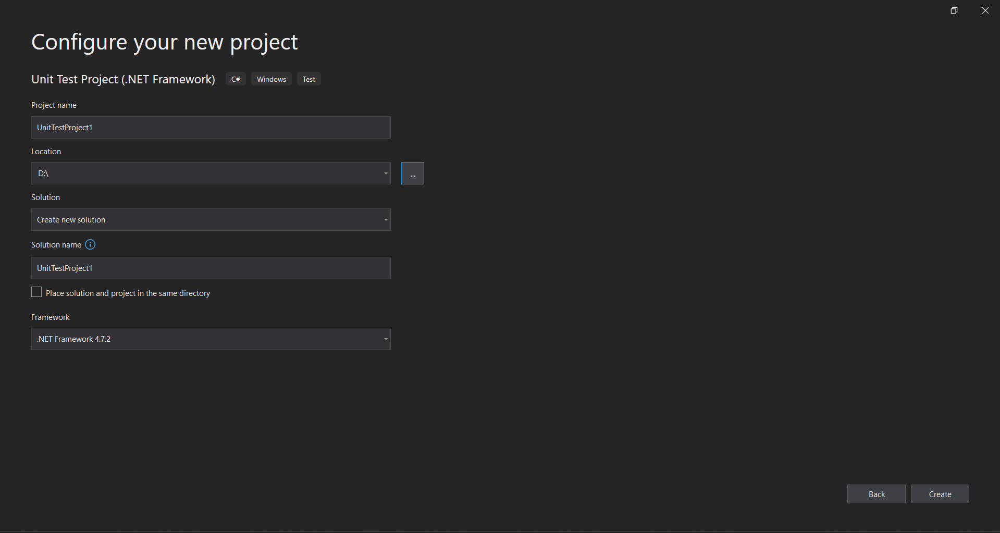 Configure your new project
Unit Test Project (.NET Framework) C# Windows Test
Project name
UnitTestProject1
Location
D:\
...
Solution
Create new solution
Solution name
UnitTestProject1
Place solution and project in the same directory
Framework
.NET Framework 4.7.2
Back Create